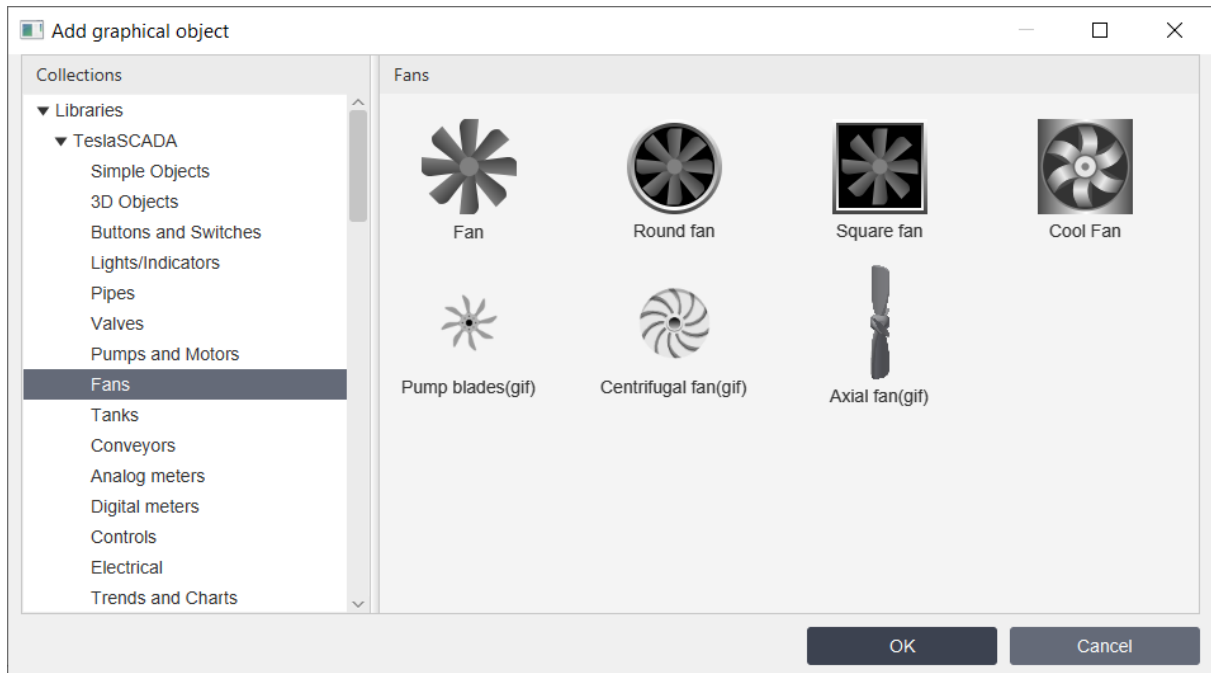 Add graphical object
Collections
Libraries
TeslaSCADA
Simple Objects
3D Objects
Buttons and Switches
Lights/Indicators
Pipes
Valves
Pumps and Motors
Fans
Tanks
Conveyors
Analog meters
Digital meters
Controls
Electrical
Trends and Charts
Fans
Fan
Round fan
Square fan
Cool Fan
Pump blades(gif)
Centrifugal fan(gif)
Axial fan(gif)
OK
Cancel